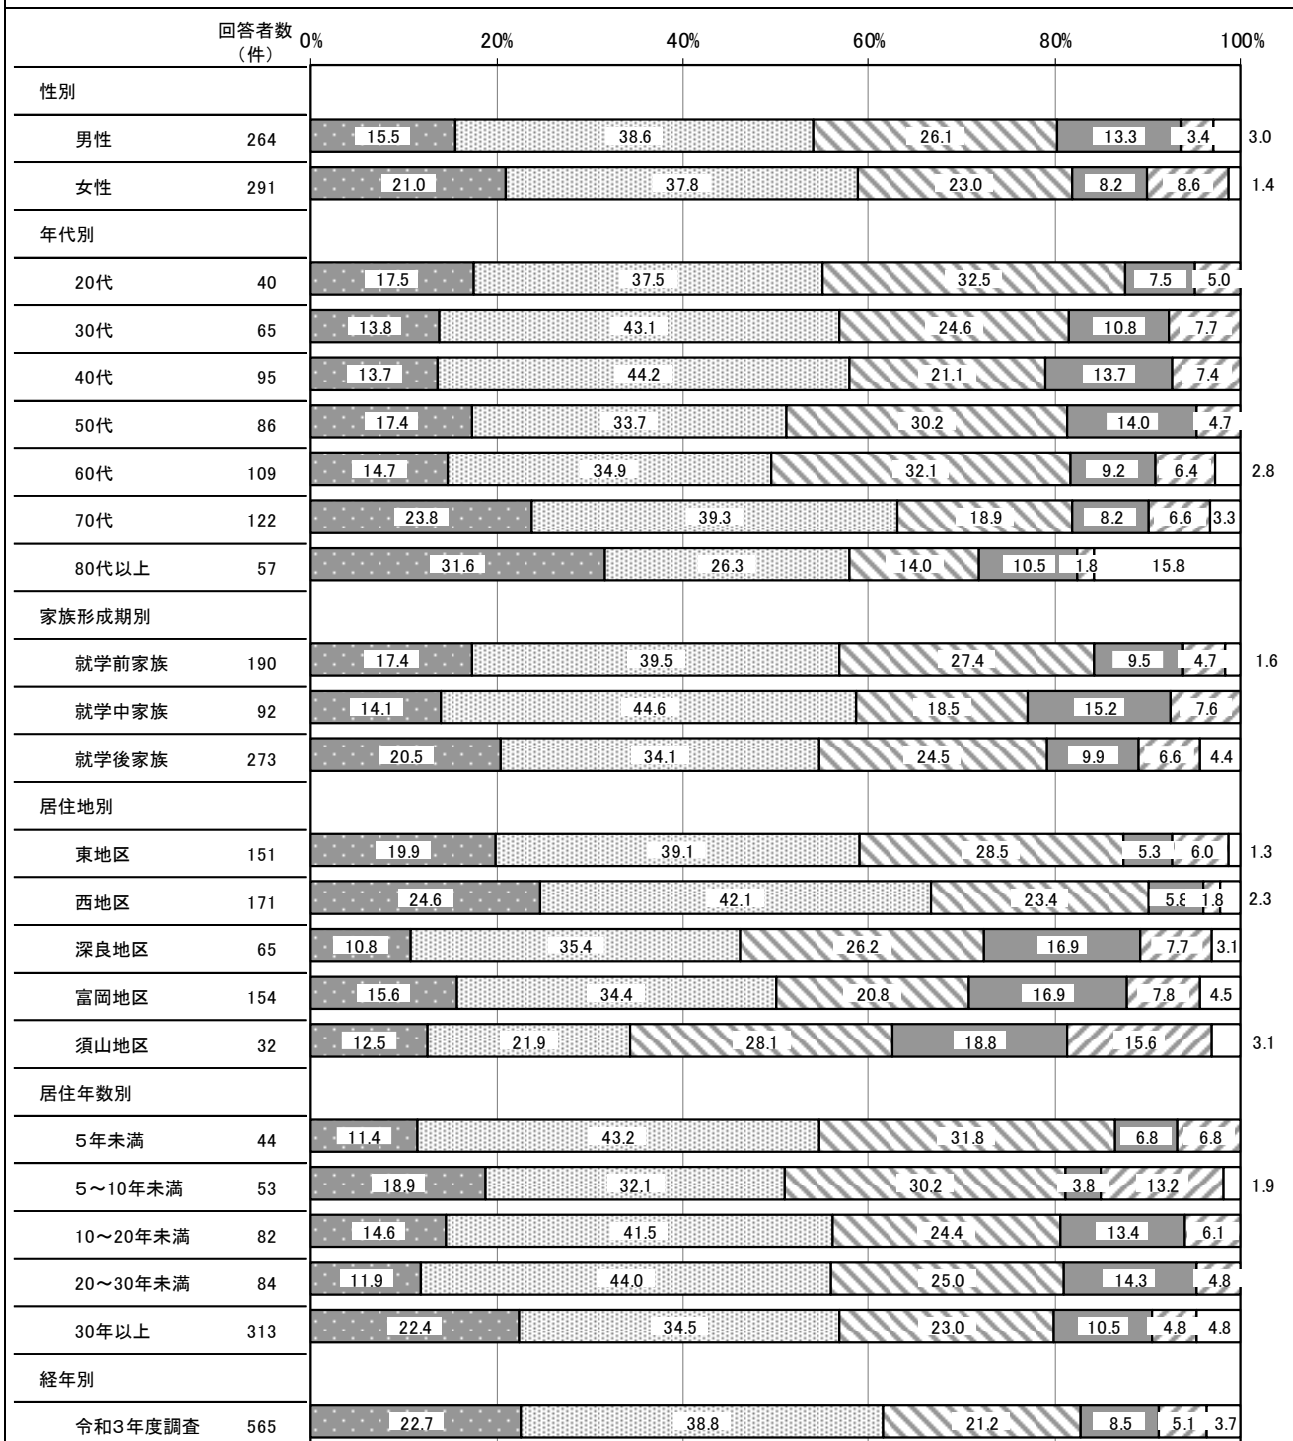 回答者数
(件)
0% 20% 40% 60% 80% 100%
性別
男性 264 15.5 38.6 26.1 13.3 3.4 3.0
女性 291 21.0 37.8 23.0 8.2 8.6 1.4
年代別
20代 40 17.5 37.5 32.5 7.5 5.0
30代 65 13.8 43.1 24.6 10.8 7.7
40代 95 13.7 44.2 21.1 13.7 7.4
50代 86 17.4 33.7 30.2 14.0 4.7
60代 109 14.7 34.9 32.1 9.2 6.4 2.8
70代 122 23.8 39.3 18.9 8.2 6.6 3.3
80代以上 57 31.6 26.3 14.0 10.5 1.8 15.8
家族形成期別
就学前家族 190 17.4 39.5 27.4 9.5 4.7 1.6
就学中家族 92 14.1 44.6 18.5 15.2 7.6
就学後家族 273 20.5 34.1 24.5 9.9 6.6 4.4
居住地別
東地区 151 19.9 39.1 28.5 5.3 6.0 1.3
西地区 171 24.6 42.1 23.4 5.8 1.8 2.3
深良地区 65 10.8 35.4 26.2 16.9 7.7 3.1
富岡地区 154 15.6 34.4 20.8 16.9 7.8 4.5
須山地区 32 12.5 21.9 28.1 18.8 15.6 3.1
居住年数別
5年未満 44 11.4 43.2 31.8 6.8 6.8
5～10年未満 53 18.9 32.1 30.2 3.8 13.2 1.9
10～20年未満 82 14.6 41.5 24.4 13.4 6.1
20～30年未満 84 11.9 44.0 25.0 14.3 4.8
30年以上 313 22.4 34.5 23.0 10.5 4.8 4.8
経年別
令和3年度調査 565 22.7 38.8 21.2 8.5 5.1 3.7